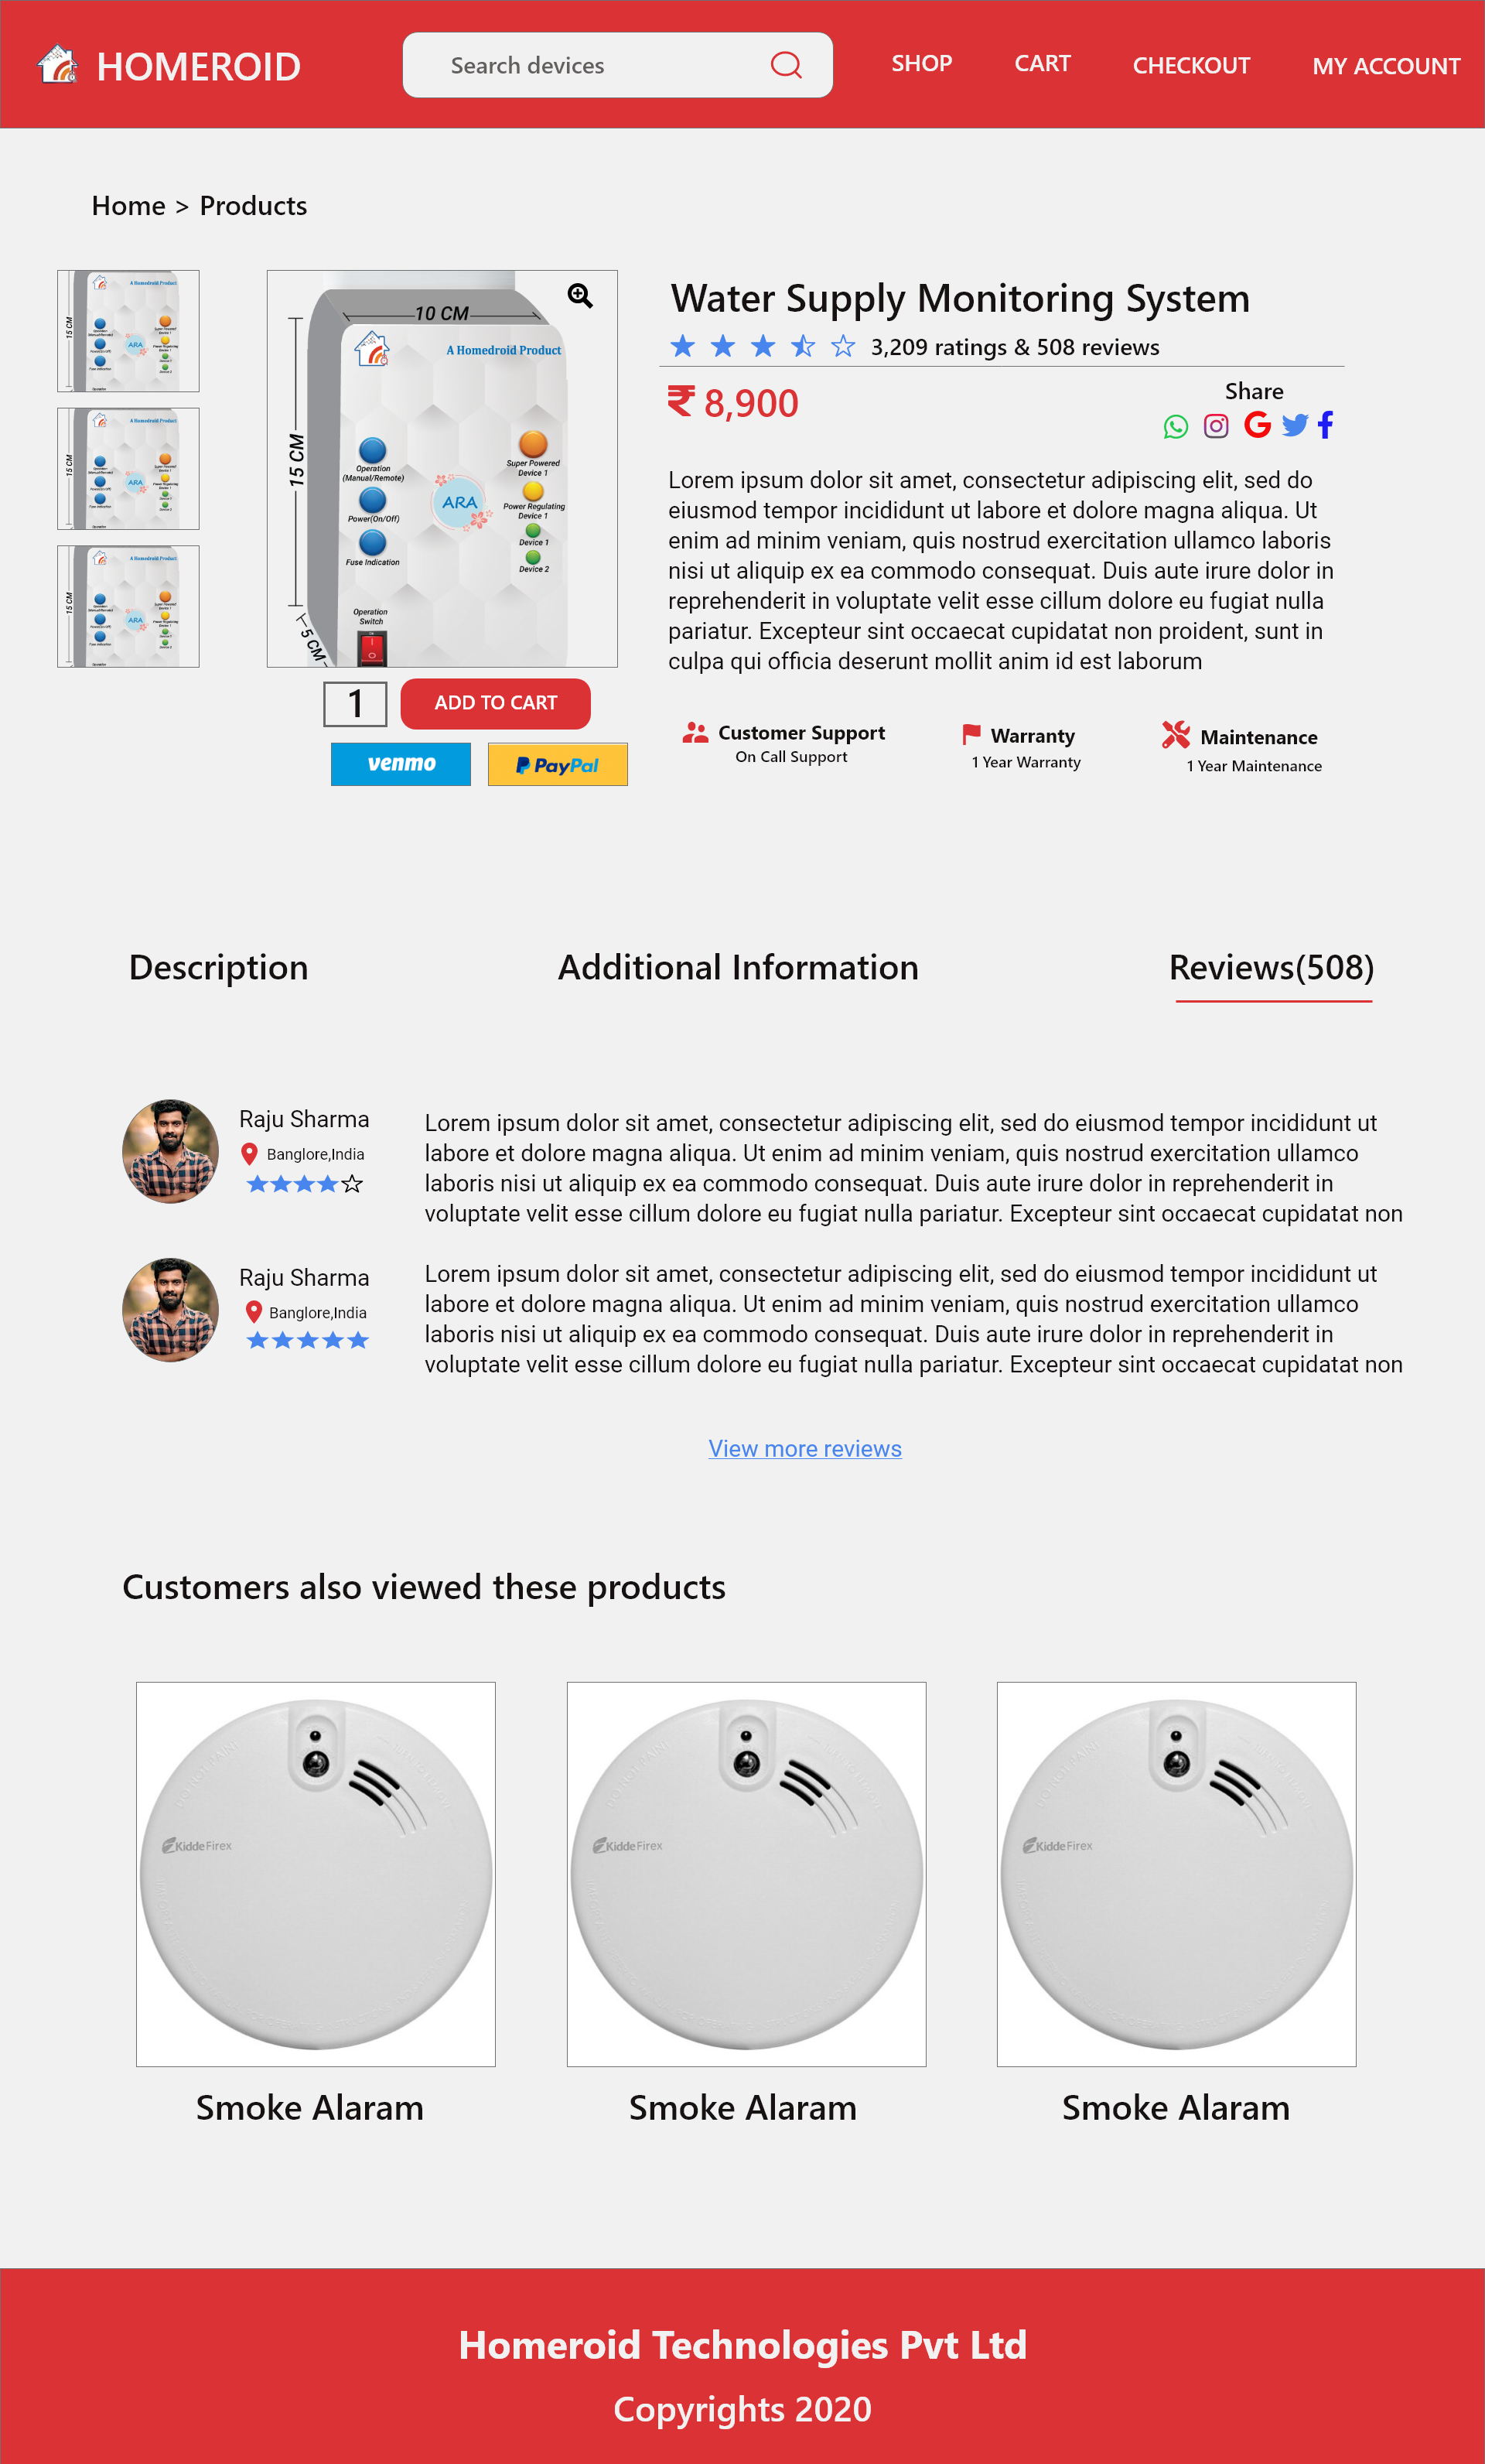 HOMEROID
Search devices
SHOP
CART
CHECKOUT
MY ACCOUNT
Home > Products
15 CM
A Homedroid Product
ARA
15 CM
A Homedroid Product
ARA
15 CM
A Homedroid Product
ARA
10 CM
A Homedroid Product
15 CM
Operation
(Manual/Remote)
Power(On/Off)
Fuse Indication
ARA
Super Powered
Device 1
Power Regulating
Device 1
Device 1
Device 2
Operation
Switch
5 CM
Water Supply Monitoring System
3,209 ratings & 508 reviews
₹ 8,900
Share
Lorem ipsum dolor sit amet, consectetur adipiscing elit, sed do
eiusmod tempor incididunt ut labore et dolore magna aliqua. Ut
enim ad minim veniam, quis nostrud exercitation ullamco laboris
nisi ut aliquip ex ea commodo consequat. Duis aute irure dolor in
reprehenderit in voluptate velit esse cillum dolore eu fugiat nulla
pariatur. Excepteur sint occaecat cupidatat non proident, sunt in
culpa qui officia deserunt mollit anim id est laborum
1
ADD TO CART
venmo
PayPal
Customer Support
On Call Support
Warranty
1 Year Warranty
Maintenance
1 Year Maintenance
Description
Additional Information
Reviews(508)
Raju Sharma
Banglore,India
Lorem ipsum dolor sit amet, consectetur adipiscing elit, sed do eiusmod tempor incididunt ut
labore et dolore magna aliqua. Ut enim ad minim veniam, quis nostrud exercitation ullamco
laboris nisi ut aliquip ex ea commodo consequat. Duis aute irure dolor in reprehenderit in
voluptate velit esse cillum dolore eu fugiat nulla pariatur. Excepteur sint occaecat cupidatat non
Raju Sharma
Banglore,India
Lorem ipsum dolor sit amet, consectetur adipiscing elit, sed do eiusmod tempor incididunt ut
labore et dolore magna aliqua. Ut enim ad minim veniam, quis nostrud exercitation ullamco
laboris nisi ut aliquip ex ea commodo consequat. Duis aute irure dolor in reprehenderit in
voluptate velit esse cillum dolore eu fugiat nulla pariatur. Excepteur sint occaecat cupidatat non
View more reviews
Customers also viewed these products
Kidde Firex
Kidde Firex
Kidde Firex
Smoke Alaram
Smoke Alaram
Smoke Alaram
Homeroid Technologies Pvt Ltd
Copyrights 2020